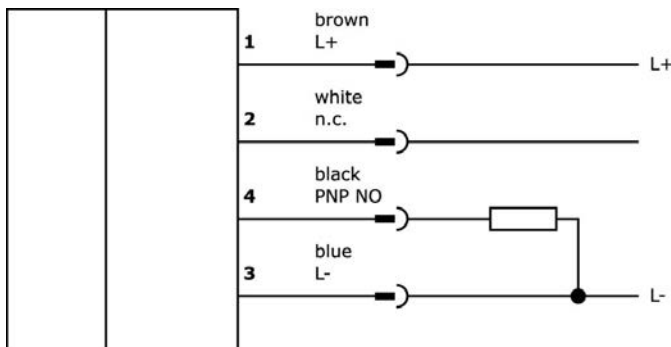 brown
1 L+ L+
white
2 n.c.
black
4 PNP NO
blue
3 L- L-